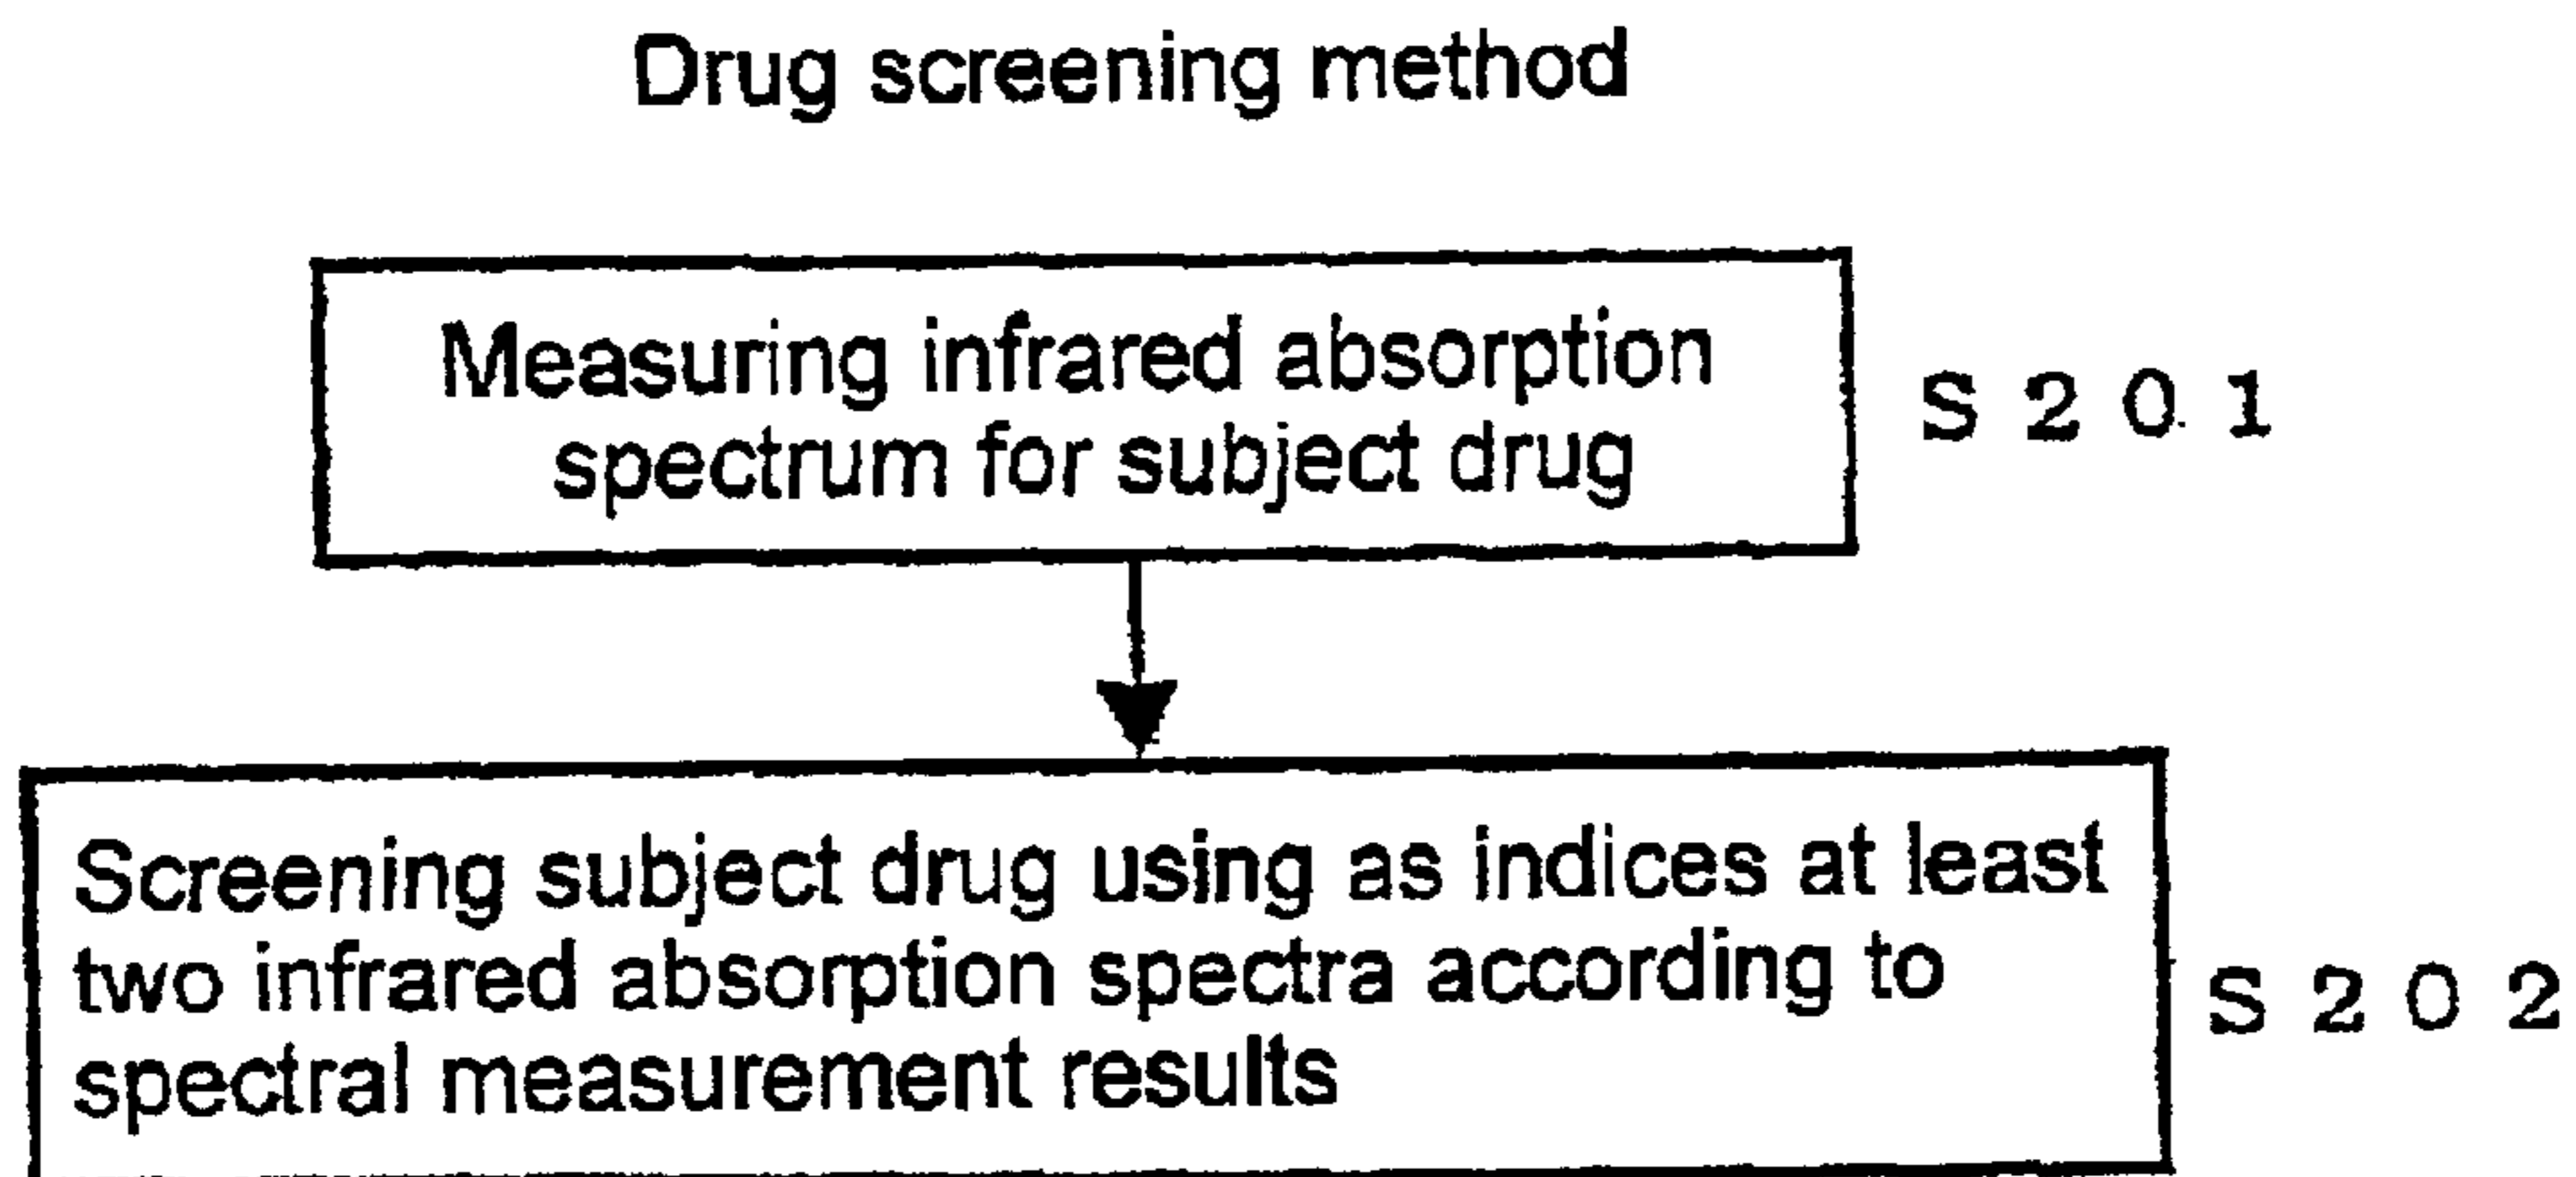 Drug screening method
Measuring infrared absorption
spectrum for subject drug
S 2 0 1
Screening subject drug using as indices at least
two infrared absorption spectra according to
spectral measurement results
S 2 0 2